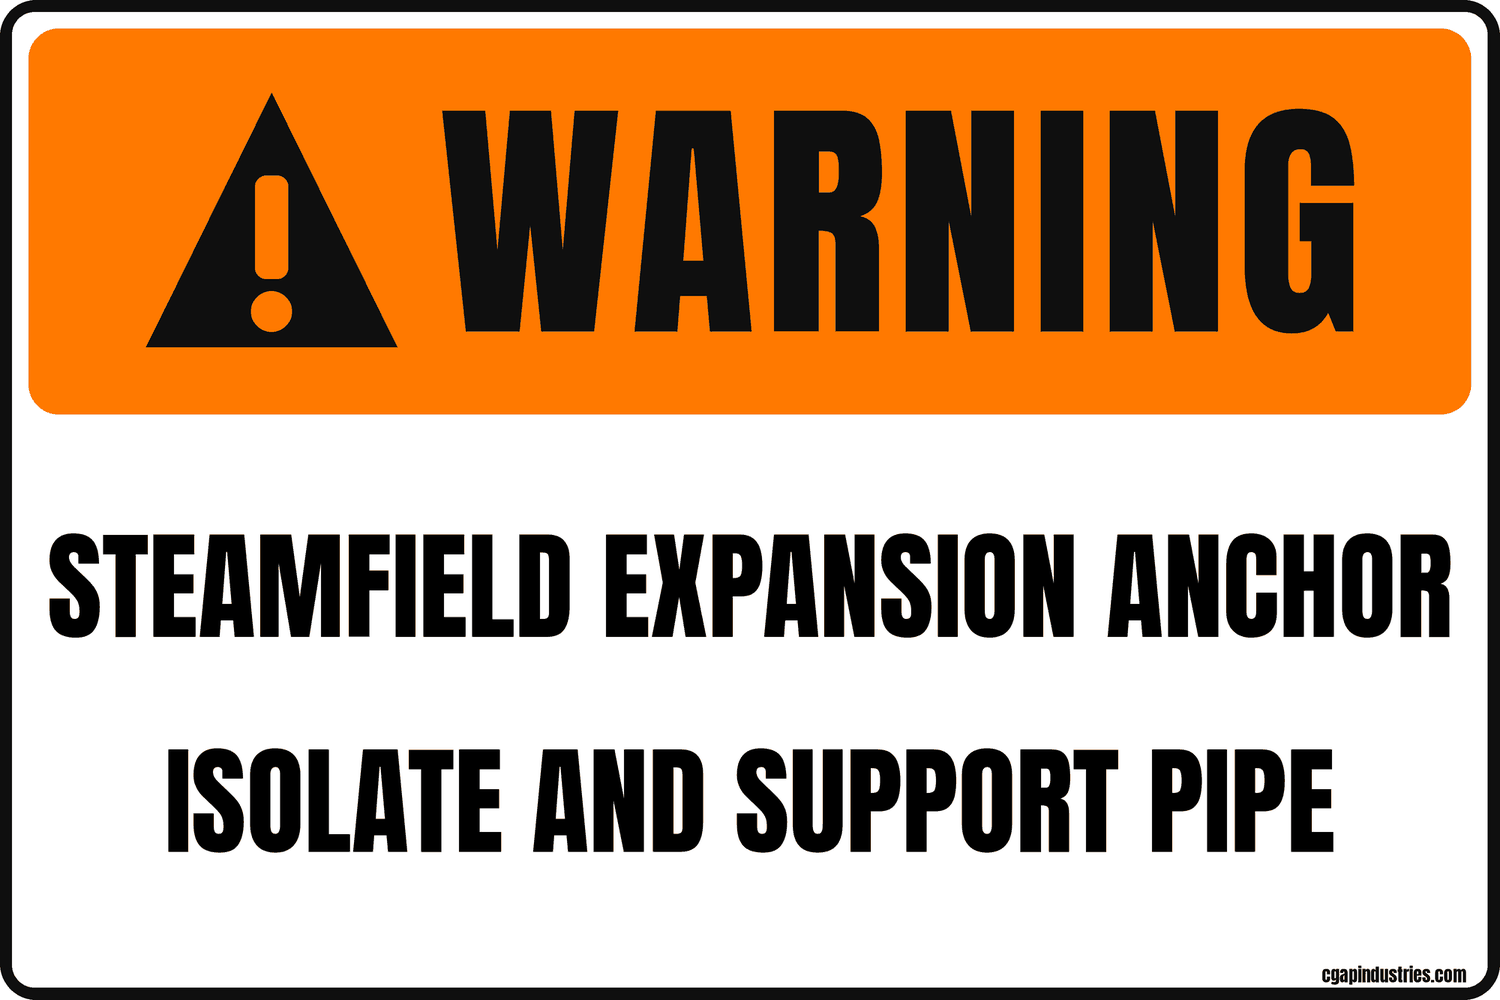 WARNING
STEAMFIELD EXPANSION ANCHOR
ISOLATE AND SUPPORT PIPE
cgapindustries.com